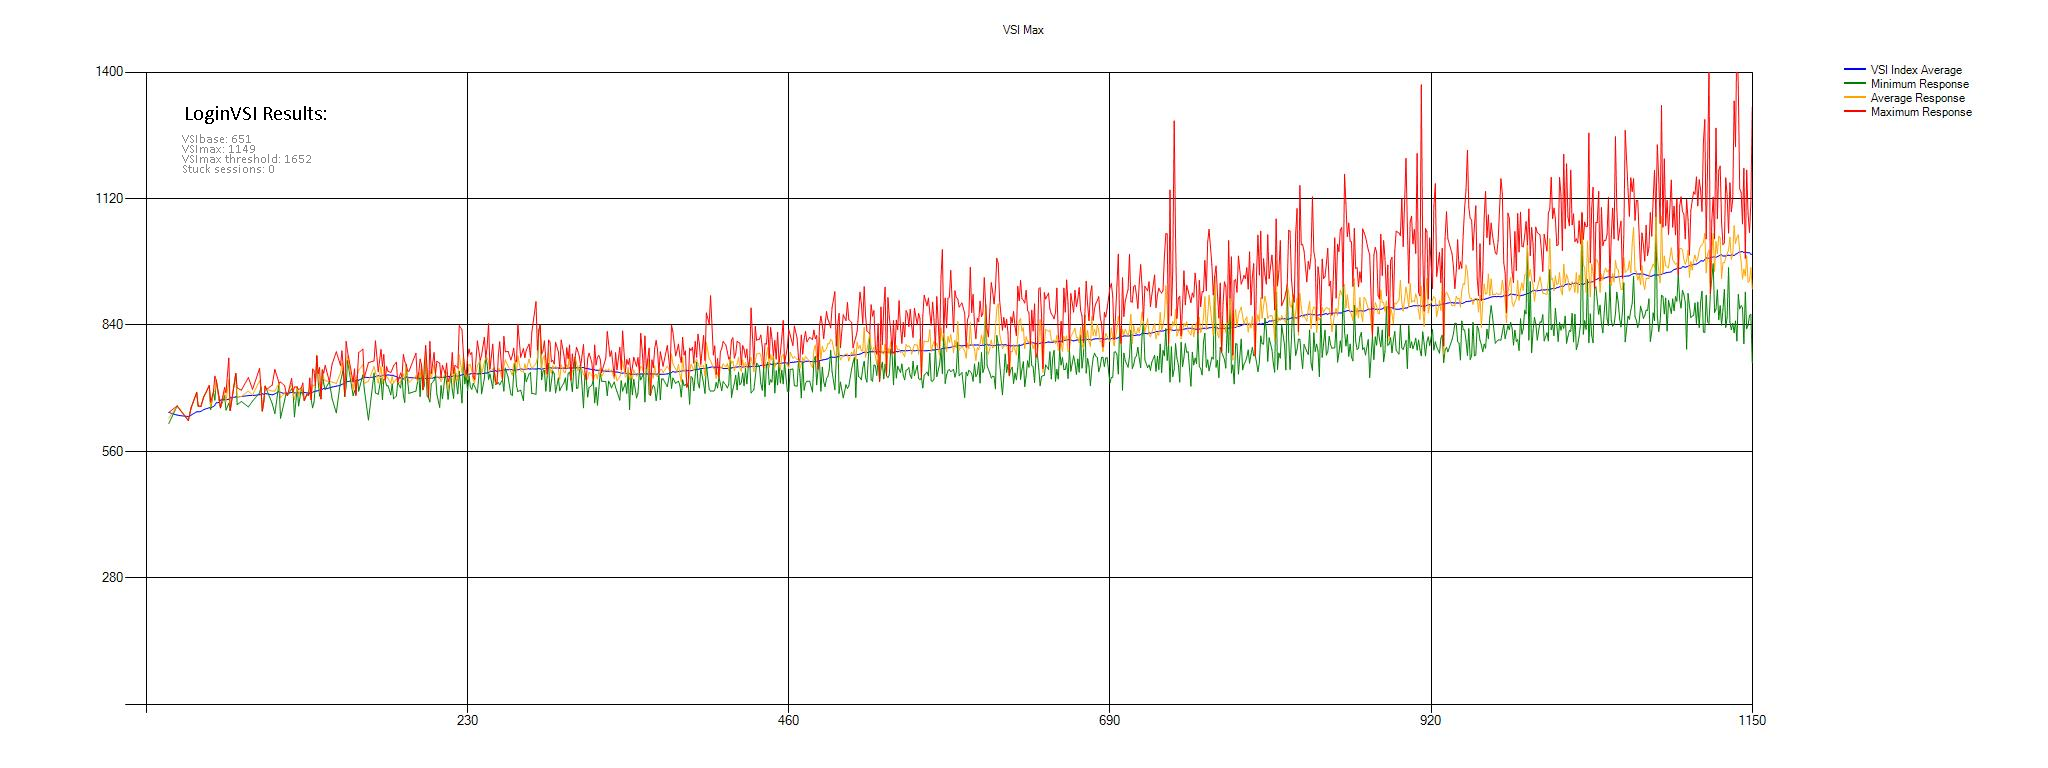 VSI Max
1400
1120
840
560
280
230
460
690
920
1150
LoginVSI Results:
VSIbase: 651
VSImax: 1149
VSImax threshold: 1652
Stuck sessions: 0
VSI Index Average
Minimum Response
Average Response
Maximum Response